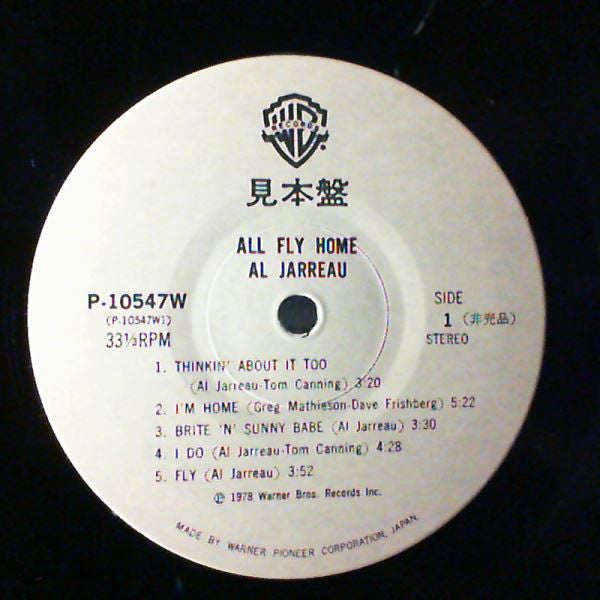 WB
RECORDS
見本盤
ALL FLY HOME
AL JARREAU
P-10547W
(P-10547W1)
33⅓RPM
SIDE
1 (非売品)
STEREO
1. THINKIN' ABOUT IT TOO
(Al Jarreau-Tom Canning) 3:20
2. I'M HOME (Greg Mathieson-Dave Frishberg) 5:22
3. BRITE 'N' SUNNY BABE (Al Jarreau) 3:30
4. I DO (Al Jarreau-Tom Canning) 4:28
5. FLY (Al Jarreau) 3:52
℗ 1978 Warner Bros. Records Inc.
MADE BY WARNER PIONEER CORPORATION, JAPAN.